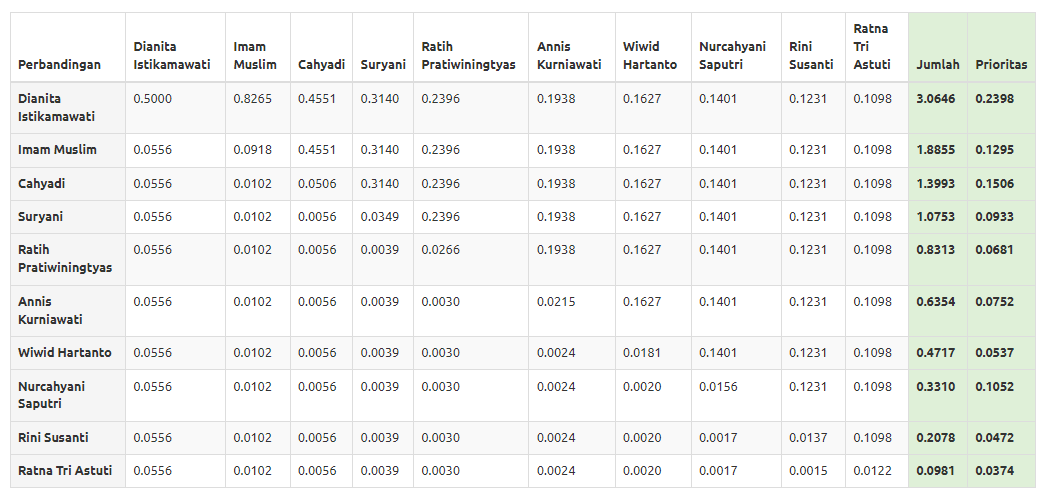 Perbandingan Dianita Istikamawati Imam Muslim Cahyadi Suryani Ratih Pratiwiningtyas Annis Kurniawati Wiwid Hartanto Nurcahyani Saputri Rini Susanti Ratna Tri Astuti Jumlah Prioritas
Dianita Istikamawati 0.5000 0.8265 0.4551 0.3140 0.2396 0.1938 0.1627 0.1401 0.1231 0.1098 3.0646 0.2398
Imam Muslim 0.0556 0.0918 0.4551 0.3140 0.2396 0.1938 0.1627 0.1401 0.1231 0.1098 1.8855 0.1295
Cahyadi 0.0556 0.0102 0.0506 0.3140 0.2396 0.1938 0.1627 0.1401 0.1231 0.1098 1.3993 0.1506
Suryani 0.0556 0.0102 0.0056 0.0349 0.2396 0.1938 0.1627 0.1401 0.1231 0.1098 1.0753 0.0933
Ratih Pratiwiningtyas 0.0556 0.0102 0.0056 0.0039 0.0266 0.1938 0.1627 0.1401 0.1231 0.1098 0.8313 0.0681
Annis Kurniawati 0.0556 0.0102 0.0056 0.0039 0.0030 0.0215 0.1627 0.1401 0.1231 0.1098 0.6354 0.0752
Wiwid Hartanto 0.0556 0.0102 0.0056 0.0039 0.0030 0.0024 0.0181 0.1401 0.1231 0.1098 0.4717 0.0537
Nurcahyani Saputri 0.0556 0.0102 0.0056 0.0039 0.0030 0.0024 0.0020 0.0156 0.1231 0.1098 0.3310 0.1052
Rini Susanti 0.0556 0.0102 0.0056 0.0039 0.0030 0.0024 0.0020 0.0017 0.0137 0.1098 0.2078 0.0472
Ratna Tri Astuti 0.0556 0.0102 0.0056 0.0039 0.0030 0.0024 0.0020 0.0017 0.0015 0.0122 0.0981 0.0374